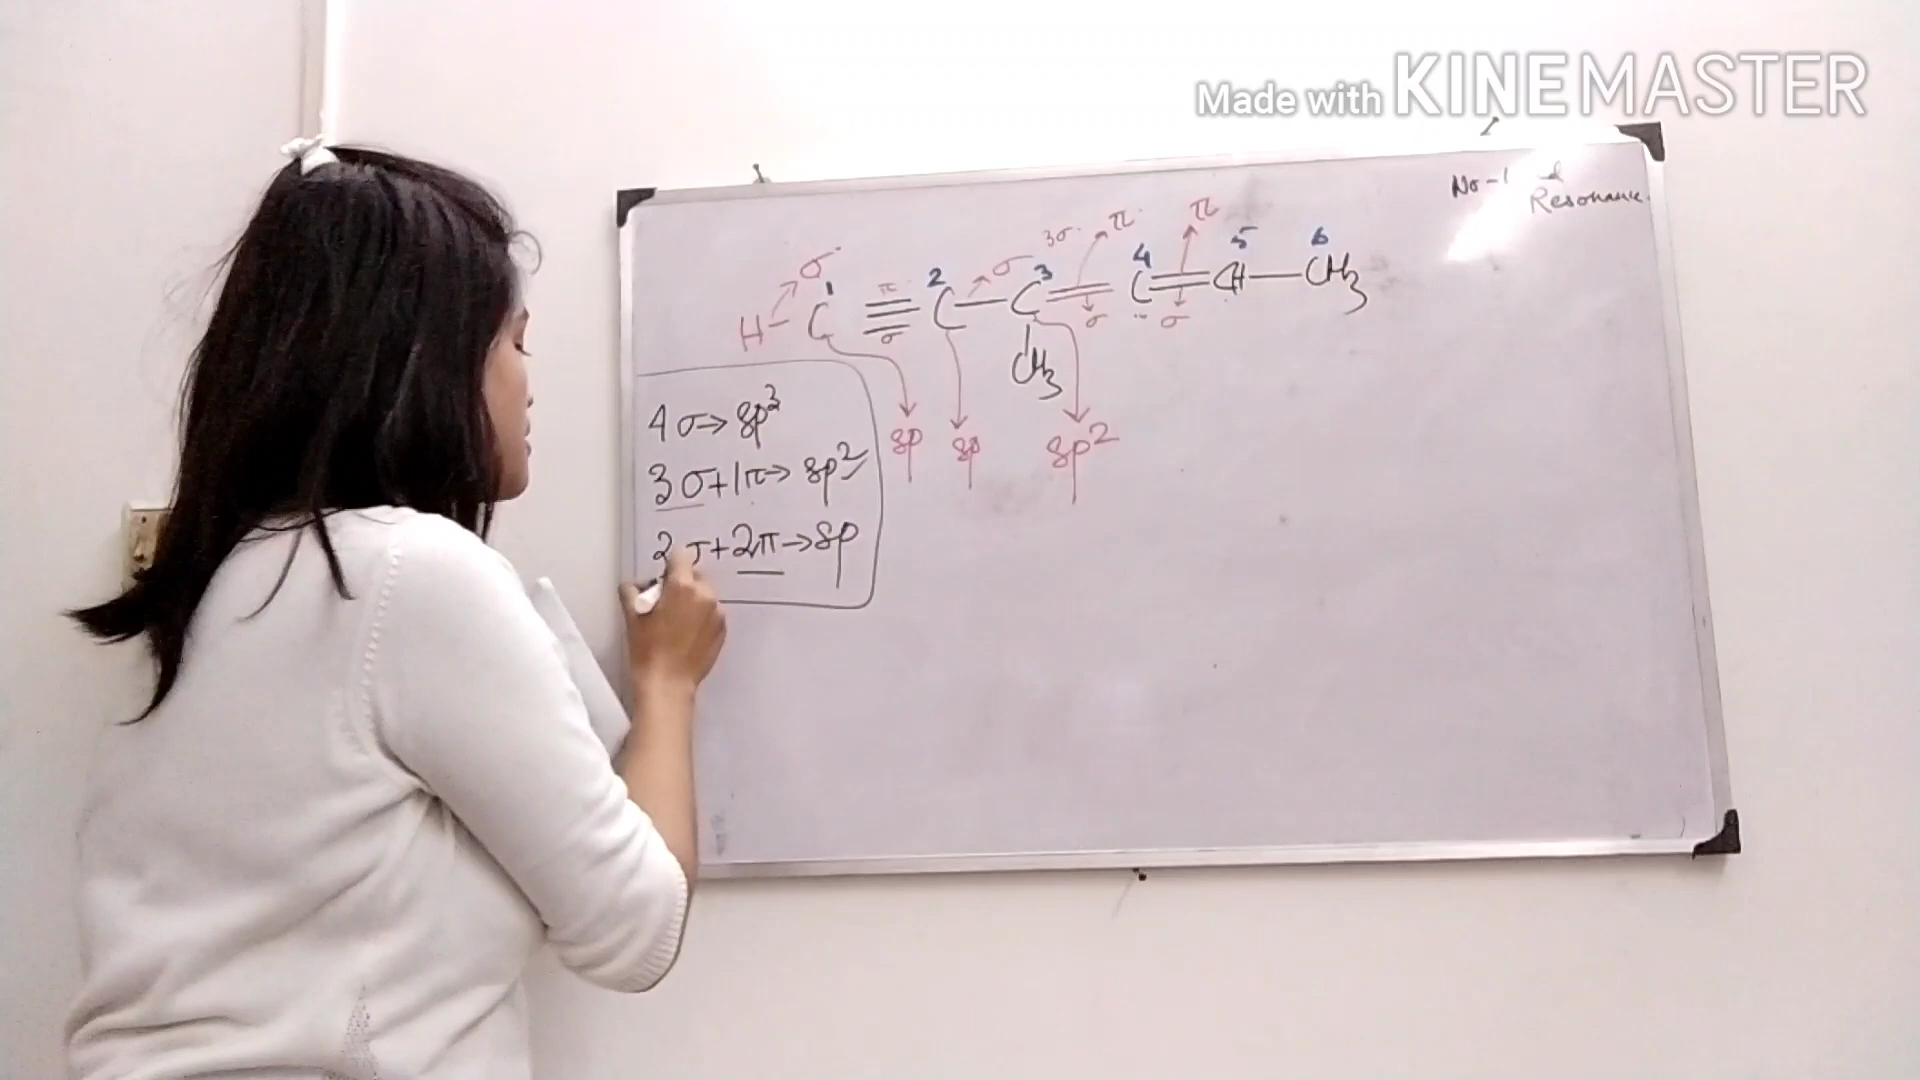 Made with KINEMASTER
No-
Resonance.
σ 1 π 2 σ 3σ 3 π 4 π 5 6
H-C≡C-C=C=CH-CH3
σ σ σ
CH3
4σ→sp3
sp sp sp2
3σ+1π→sp2
2σ+2π→sp